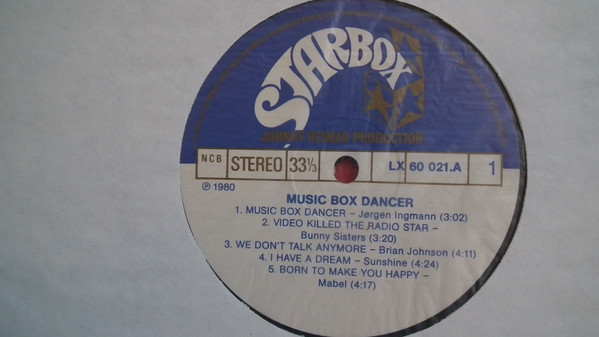 STARBOX
JOHNNY REIMAR PRODUCTION
NCB STEREO 33⅓ LX 60 021.A 1
℗ 1980
MUSIC BOX DANCER
1. MUSIC BOX DANCER – Jørgen Ingmann (3:02)
2. VIDEO KILLED THE RADIO STAR –
Bunny Sisters (3:20)
3. WE DON'T TALK ANYMORE – Brian Johnson (4:11)
4. I HAVE A DREAM – Sunshine (4:24)
5. BORN TO MAKE YOU HAPPY –
Mabel (4:17)